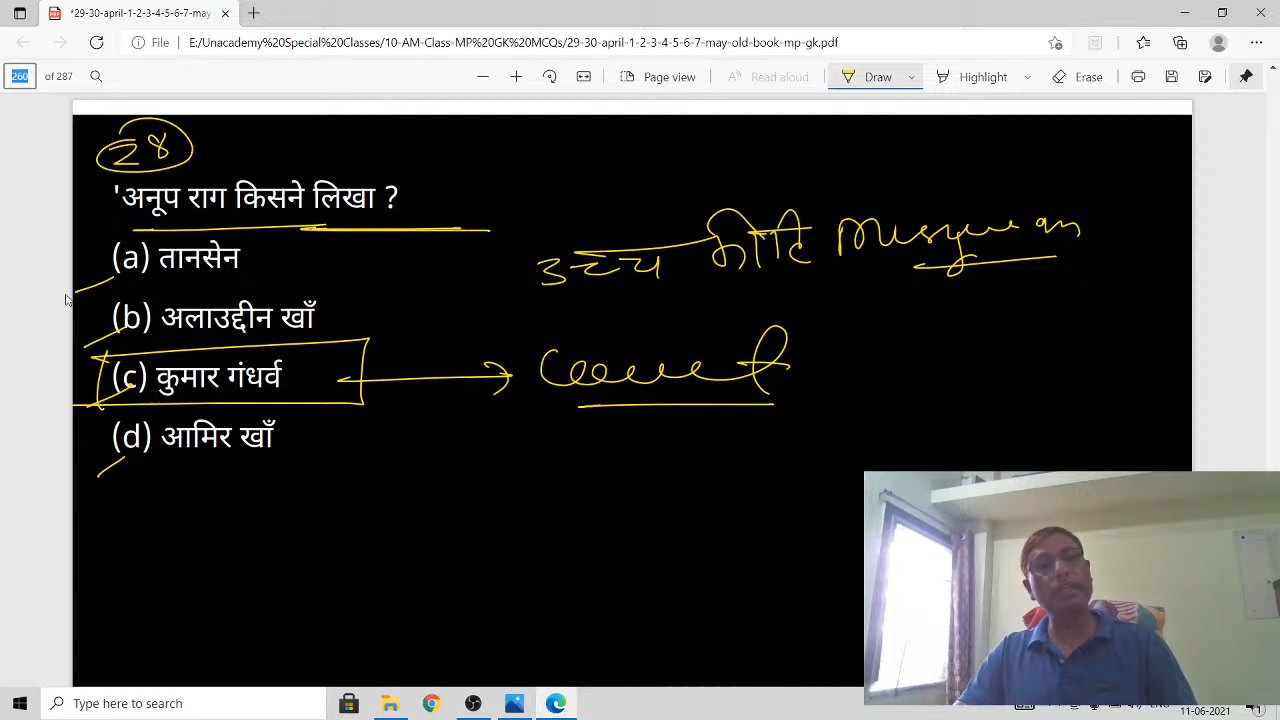 *29-30-april-1-2-3-4-5-6-7-may-
File
E:/Unacademy%20Special%20Classes/10-AM-Class-MP%20GK%20MCQs/29-30-april-1-2-3-4-5-6-7-may-old-book-mp-gk.pdf
260 of 287
Page view
Read aloud
Draw
Highlight
Erase
28
'अनूप राग किसने लिखा ?
(a) तानसेन
उच्च कोटि
(b) अलाउद्दीन खाँ
(c) कुमार गंधर्व
(d) आमिर खाँ
Type here to search
11-06-2021